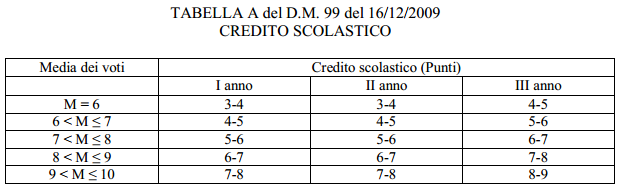 TABELLA A del D.M. 99 del 16/12/2009
CREDITO SCOLASTICO
Media dei voti Credito scolastico (Punti)
I anno II anno III anno
M = 6 3-4 3-4 4-5
6 < M ≤ 7 4-5 4-5 5-6
7 < M ≤ 8 5-6 5-6 6-7
8 < M ≤ 9 6-7 6-7 7-8
9 < M ≤ 10 7-8 7-8 8-9